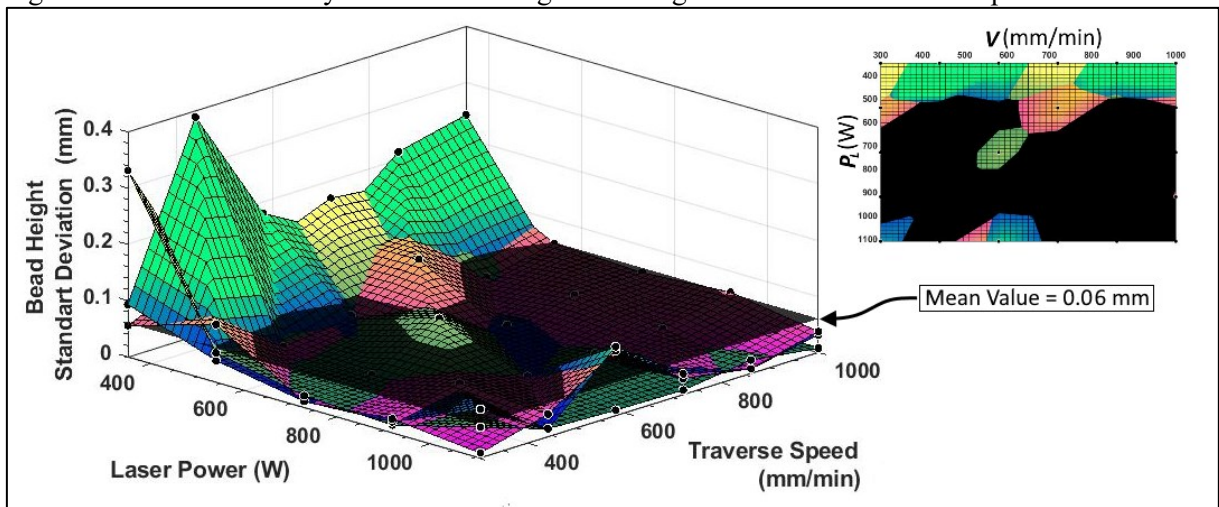 Bead Height
Standart Deviation (mm)
0.4
0.3
0.2
0.1
0
400
600
800
1000
Laser Power (W)
400
600
800
1000
Traverse Speed
(mm/min)
Mean Value = 0.06 mm
V (mm/min)
300 400 500 600 700 800 900 1000
P_L (W)
400
500
600
700
900
1000
1100